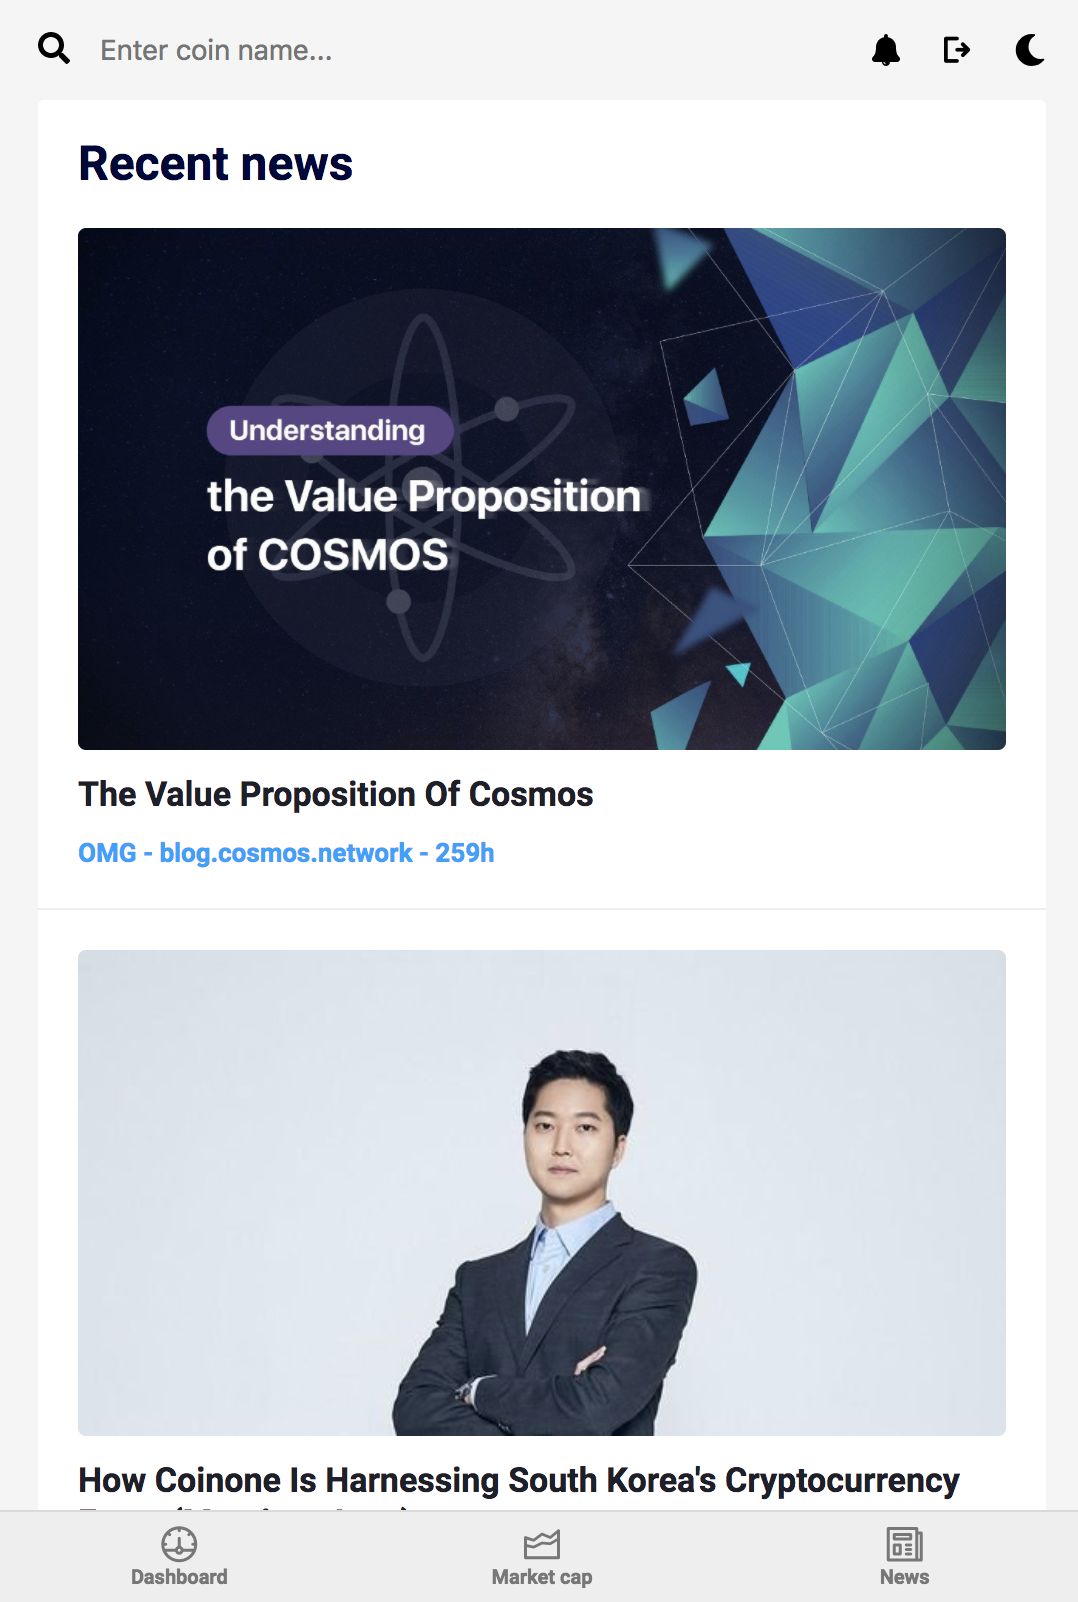 Enter coin name...
Recent news
Understanding
the Value Proposition
of COSMOS
The Value Proposition Of Cosmos
OMG - blog.cosmos.network - 259h
How Coinone Is Harnessing South Korea's Cryptocurrency
Dashboard
Market cap
News